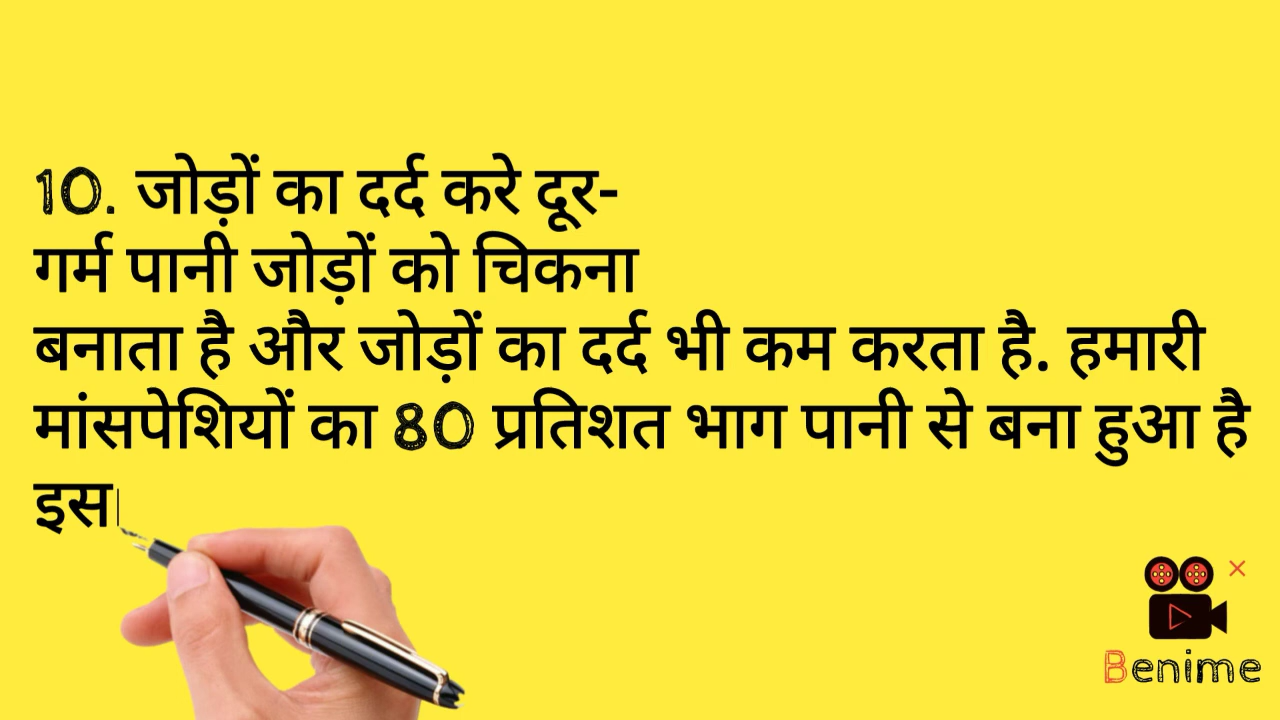 10. जोड़ों का दर्द करे दूर-
गर्म पानी जोड़ों को चिकना
बनाता है और जोड़ों का दर्द भी कम करता है. हमारी
मांसपेशियों का 80 प्रतिशत भाग पानी से बना हुआ है
इस
Benime